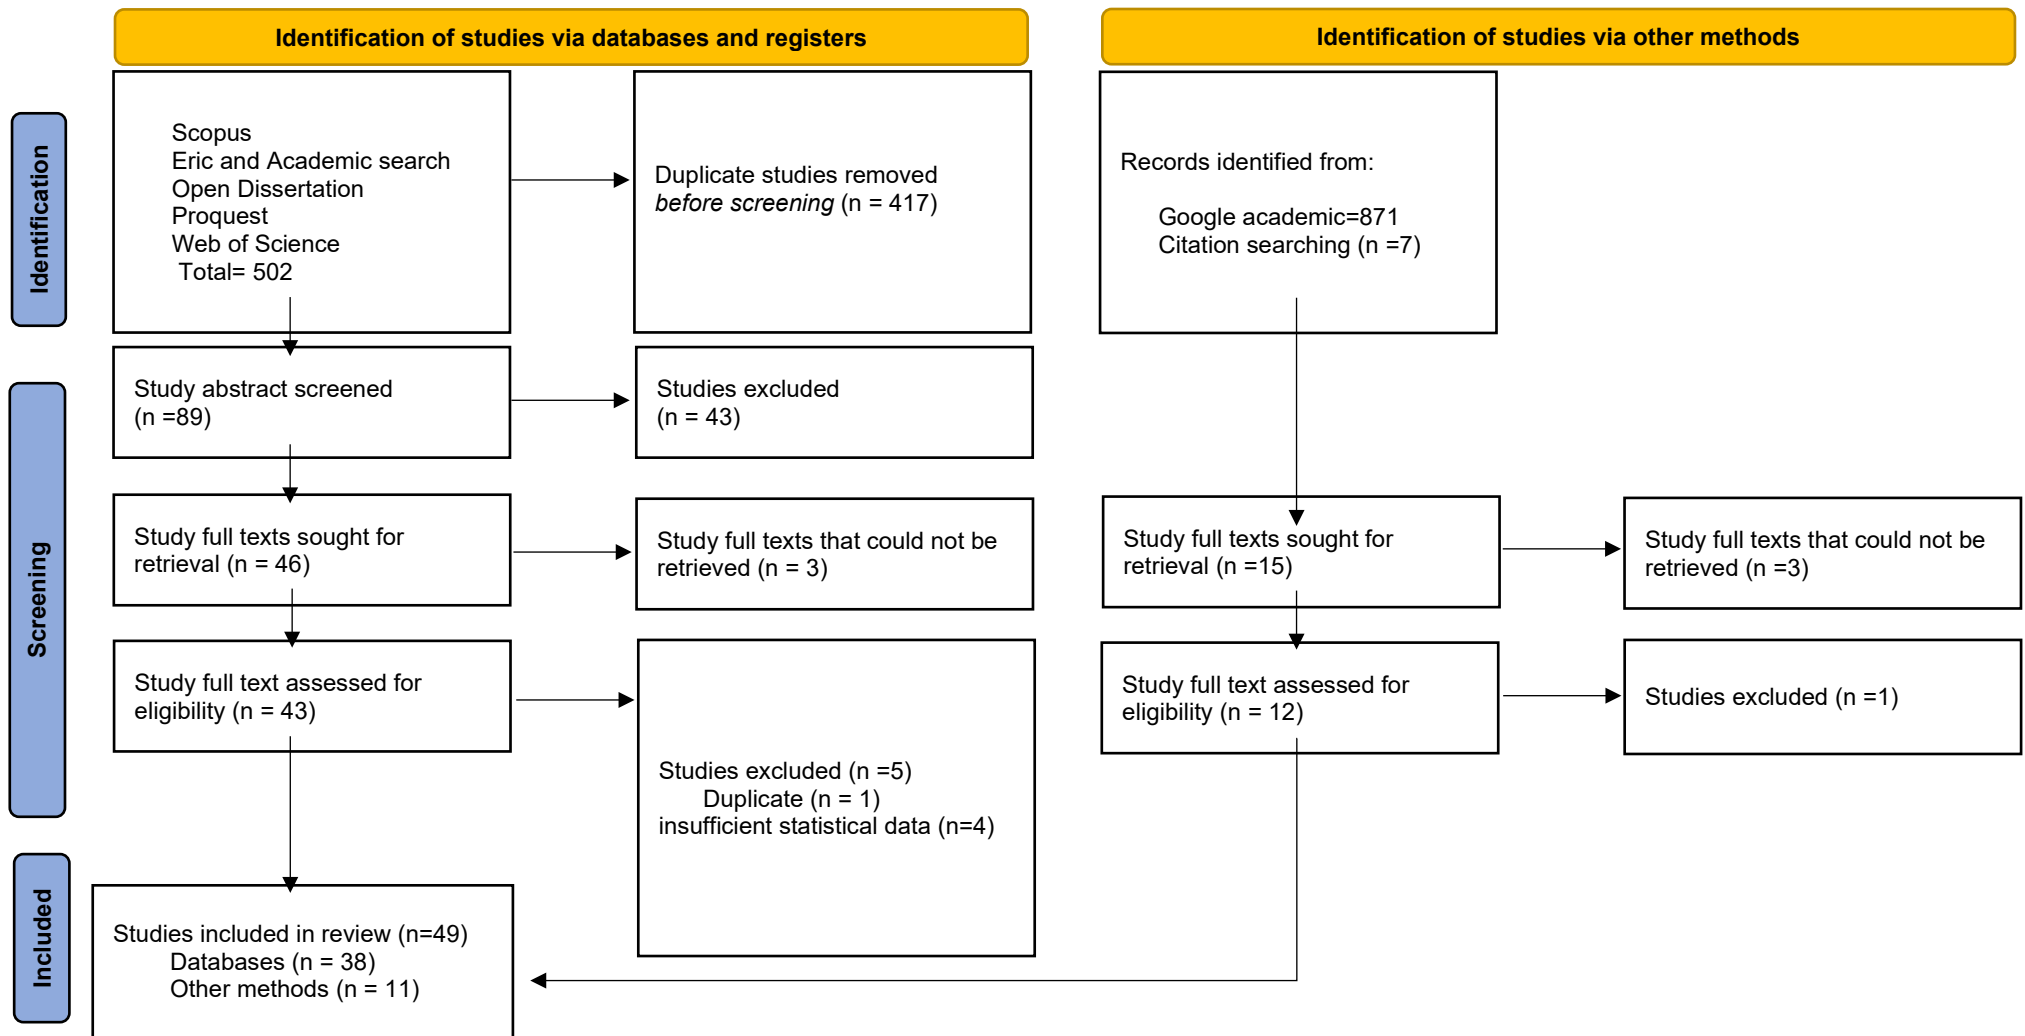 Identification of studies via databases and registers
Identification of studies via other methods
Identification
Scopus
Eric and Academic search
Open Dissertation
Proquest
Web of Science
Total= 502
Duplicate studies removed
before screening (n = 417)
Records identified from:
Google academic=871
Citation searching (n =7)
Screening
Study abstract screened
(n =89)
Studies excluded
(n = 43)
Study full texts sought for
retrieval (n = 46)
Study full texts that could not be
retrieved (n = 3)
Study full texts sought for
retrieval (n =15)
Study full texts that could not be
retrieved (n =3)
Study full text assessed for
eligibility (n = 43)
Studies excluded (n =5)
Duplicate (n = 1)
insufficient statistical data (n=4)
Study full text assessed for
eligibility (n = 12)
Studies excluded (n =1)
Included
Studies included in review (n=49)
Databases (n = 38)
Other methods (n = 11)